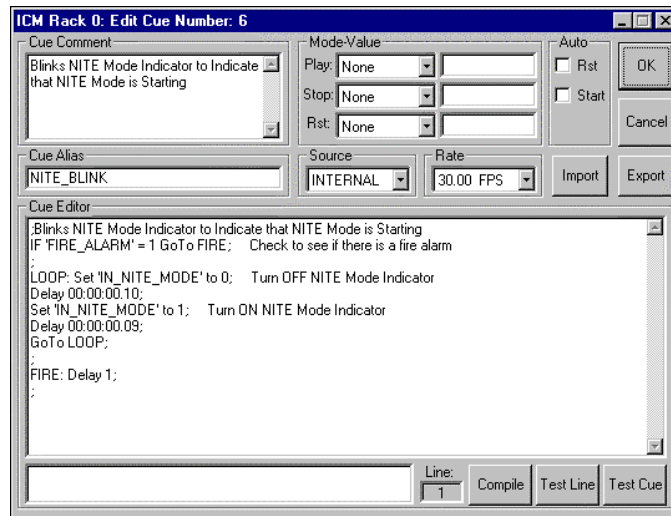 ICM Rack 0: Edit Cue Number: 6
Cue Comment
Blinks NITE Mode Indicator to Indicate
that NITE Mode is Starting
Mode-Value
Play: None
Stop: None
Rst: None
Auto
Rst
Start
OK
Cancel
Cue Alias
NITE_BLINK
Source
INTERNAL
Rate
30.00 FPS
Import
Export
Cue Editor
;Blinks NITE Mode Indicator to Indicate that NITE Mode is Starting
IF 'FIRE_ALARM' = 1 GoTo FIRE; Check to see if there is a fire alarm
;
LOOP: Set 'IN_NITE_MODE' to 0; Turn OFF NITE Mode Indicator
Delay 00:00:00.10;
Set 'IN_NITE_MODE' to 1; Turn ON NITE Mode Indicator
Delay 00:00:00.09;
GoTo LOOP;
;
FIRE: Delay 1;
;
Line:
1
Compile
Test Line
Test Cue